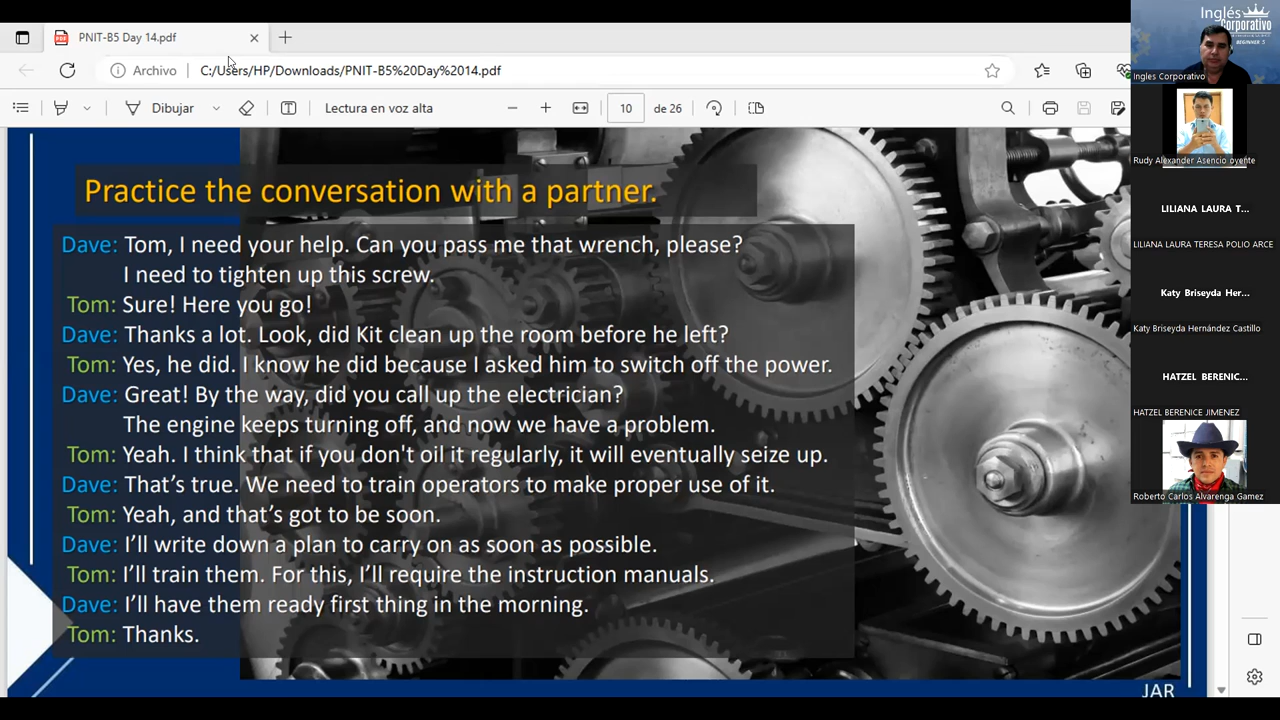 PNIT-B5 Day 14.pdf
Archivo
C:/Users/HP/Downloads/PNIT-B5%20Day%2014.pdf
Dibujar
Lectura en voz alta
10
de 26
Practice the conversation with a partner.
Dave: Tom, I need your help. Can you pass me that wrench, please?
I need to tighten up this screw.
Tom: Sure! Here you go!
Dave: Thanks a lot. Look, did Kit clean up the room before he left?
Tom: Yes, he did. I know he did because I asked him to switch off the power.
Dave: Great! By the way, did you call up the electrician?
The engine keeps turning off, and now we have a problem.
Tom: Yeah. I think that if you don't oil it regularly, it will eventually seize up.
Dave: That's true. We need to train operators to make proper use of it.
Tom: Yeah, and that's got to be soon.
Dave: I'll write down a plan to carry on as soon as possible.
Tom: I'll train them. For this, I'll require the instruction manuals.
Dave: I'll have them ready first thing in the morning.
Tom: Thanks.
JAR
Inglés
Corporativo
BEGINNER 5
Ingles Corporativo
Rudy Alexander Asencio oyente
LILIANA LAURA T...
LILIANA LAURA TERESA POLIO ARCE
Katy Briseyda Her...
Katy Briseyda Hernández Castillo
HATZEL BERENIC...
HATZEL BERENICE JIMENEZ
Roberto Carlos Alvarenga Gamez